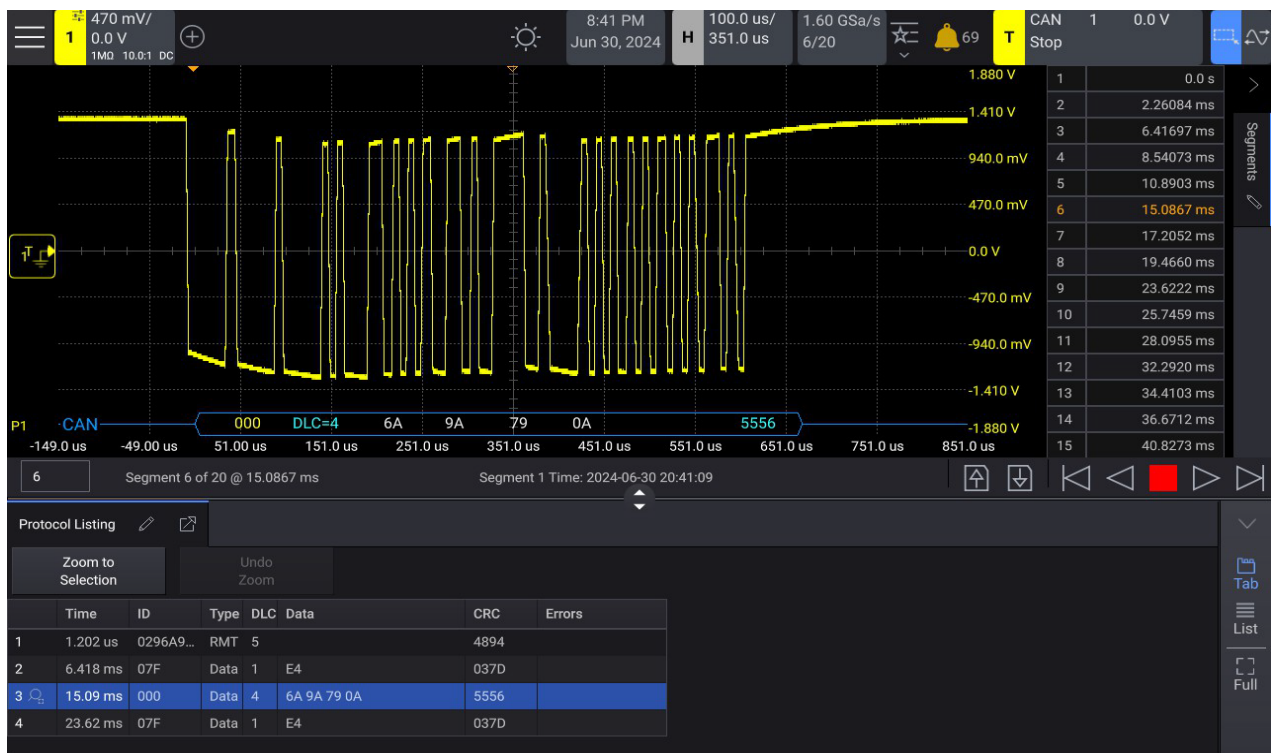 470 mV/
1 0.0 V
1MΩ 10.0:1 DC
8:41 PM
Jun 30, 2024
H 100.0 us/
351.0 us
1.60 GSa/s
6/20
69
T CAN 1 0.0 V
Stop
1.880 V
1.410 V
940.0 mV
470.0 mV
0.0 V
-470.0 mV
-940.0 mV
-1.410 V
-1.880 V
1T
P1 CAN 000 DLC=4 6A 9A 79 0A 5556
-149.0 us -49.00 us 51.00 us 151.0 us 251.0 us 351.0 us 451.0 us 551.0 us 651.0 us 751.0 us 851.0 us
1 0.0 s
2 2.26084 ms
3 6.41697 ms
4 8.54073 ms
5 10.8903 ms
6 15.0867 ms
7 17.2052 ms
8 19.4660 ms
9 23.6222 ms
10 25.7459 ms
11 28.0955 ms
12 32.2920 ms
13 34.4103 ms
14 36.6712 ms
15 40.8273 ms
Segments
6 Segment 6 of 20 @ 15.0867 ms Segment 1 Time: 2024-06-30 20:41:09
Protocol Listing
Zoom to
Selection
Undo
Zoom
Time ID Type DLC Data CRC Errors
1 1.202 us 0296A9... RMT 5 4894
2 6.418 ms 07F Data 1 E4 037D
3 15.09 ms 000 Data 4 6A 9A 79 0A 5556
4 23.62 ms 07F Data 1 E4 037D
Tab
List
Full